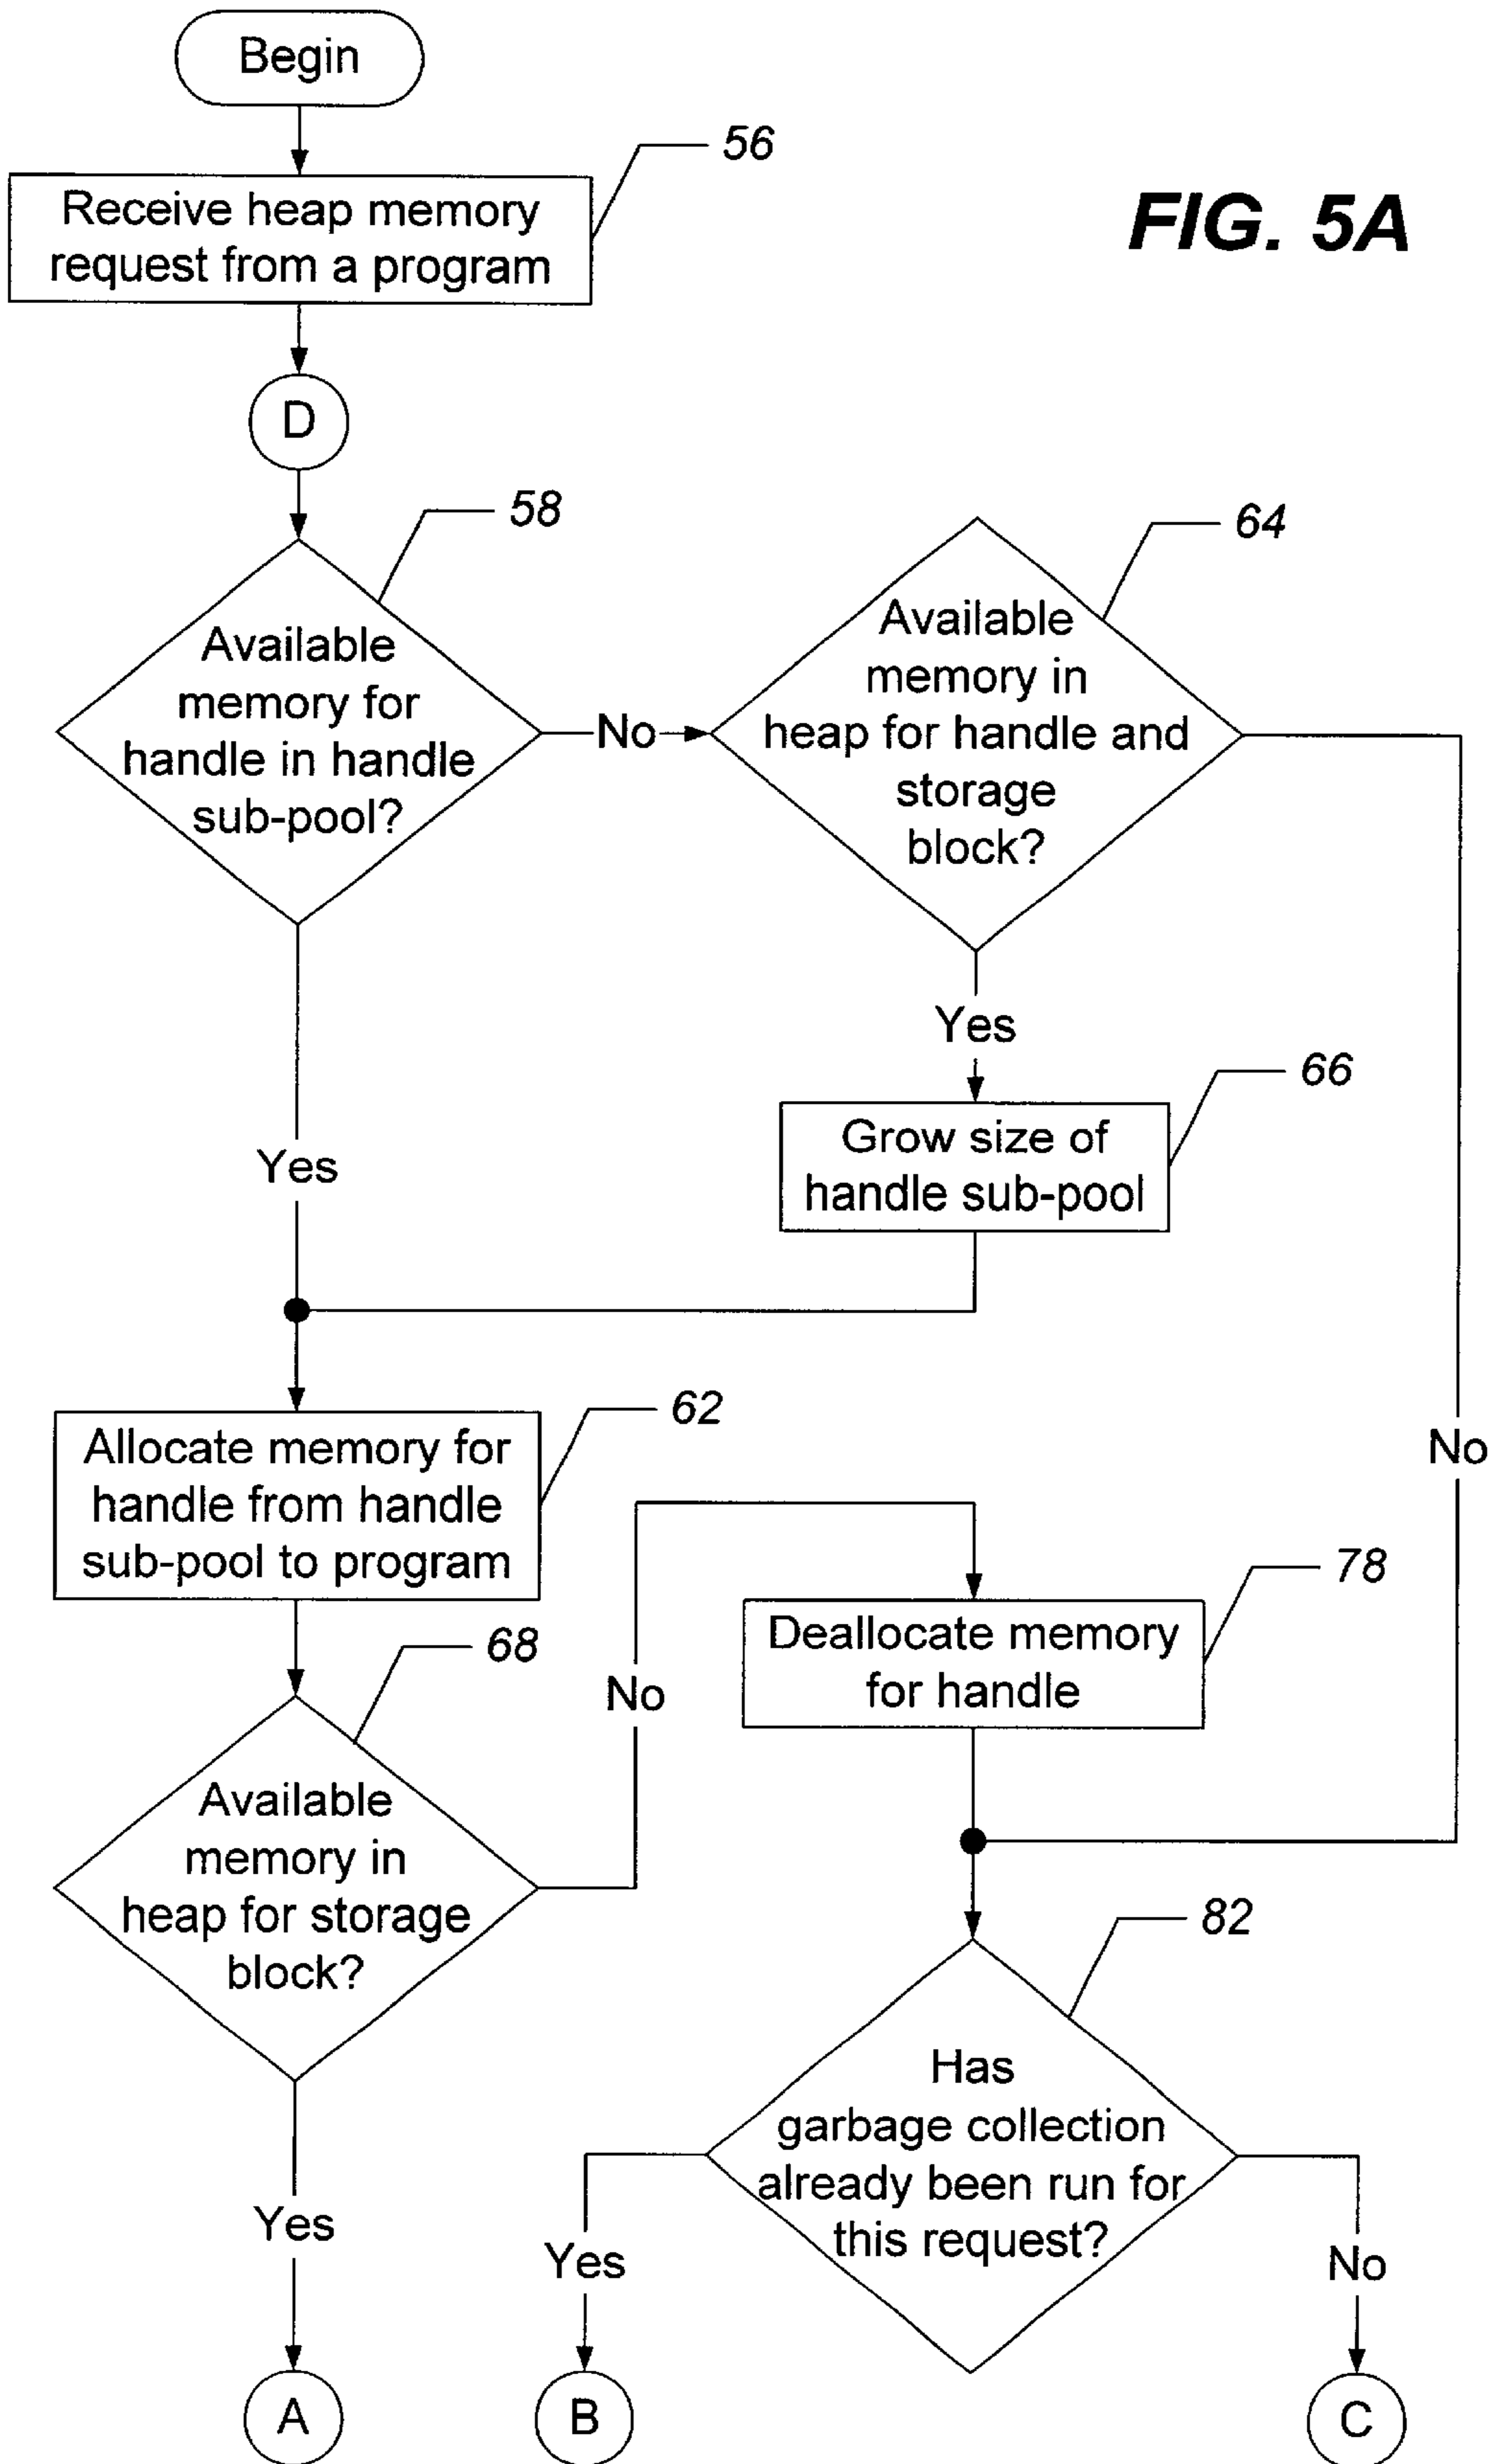 Begin
56
Receive heap memory
request from a program
FIG. 5A
D
58
Available
memory for
handle in handle
sub-pool?
No
64
Available
memory in
heap for handle and
storage
block?
Yes
66
Grow size of
handle sub-pool
Yes
No
62
Allocate memory for
handle from handle
sub-pool to program
78
Deallocate memory
for handle
68
No
Available
memory in
heap for storage
block?
82
Has
garbage collection
already been run for
this request?
Yes
Yes
No
A
B
C